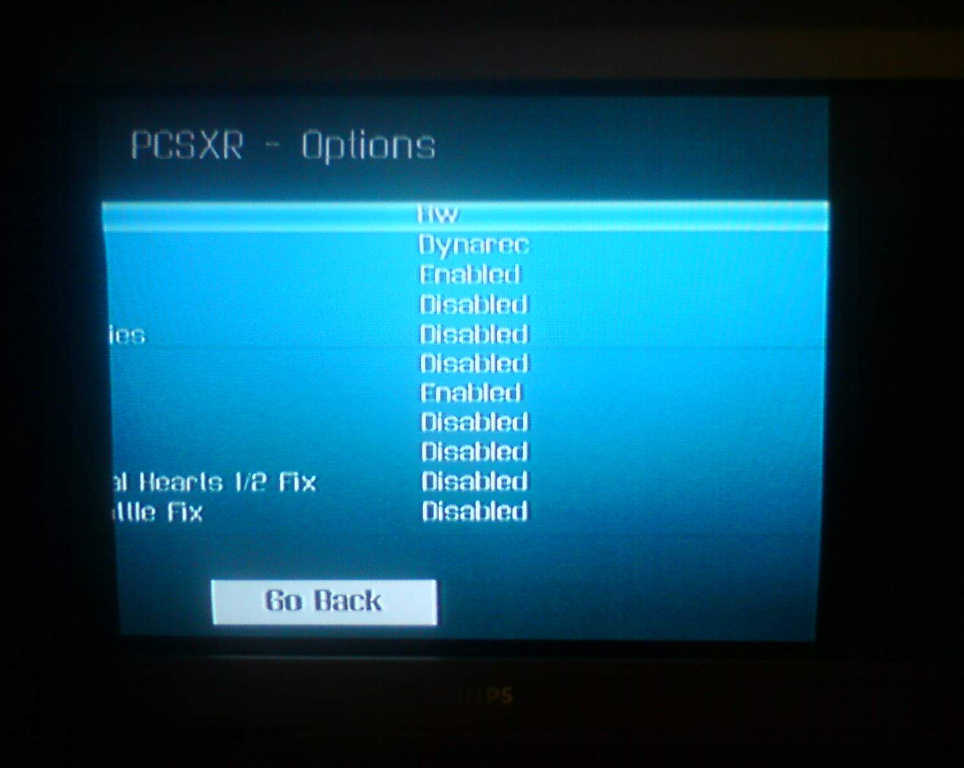 PCSXR - Options
HW
Dynarec
Enabled
Disabled
ies Disabled
Disabled
Enabled
Disabled
Disabled
al Hearts 1/2 Fix Disabled
ttle Fix Disabled
Go Back